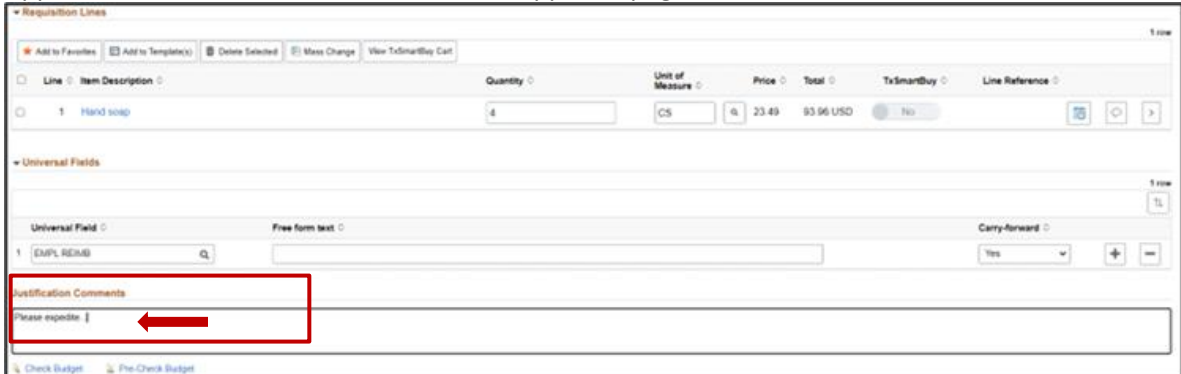 Requisition Lines
1 row
Add to Favorites Add to Template(s) Delete Selected Mass Change View TxSmartBuy Cart
Line Item Description Quantity Unit of Measure Price Total TxSmartBuy Line Reference
1 Hand soap 4 CS 23.49 93.96 USD No
Universal Fields
1 row
Universal Field Free form text Carry-forward
1 EMPL REIMB Yes
Justification Comments
Please expedite.
Check Budget Pre-Check Budget